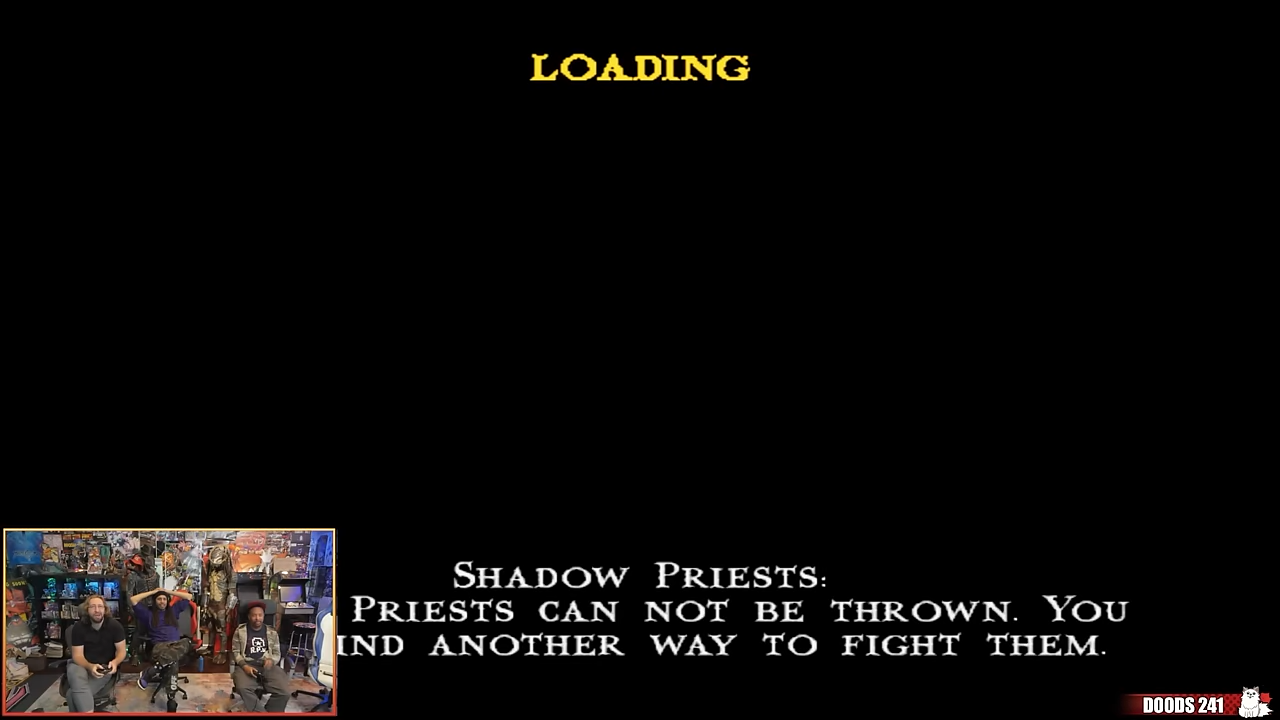 LOADING
SHADOW PRIESTS:
PRIESTS CAN NOT BE THROWN. YOU
IND ANOTHER WAY TO FIGHT THEM.
DOODS 241